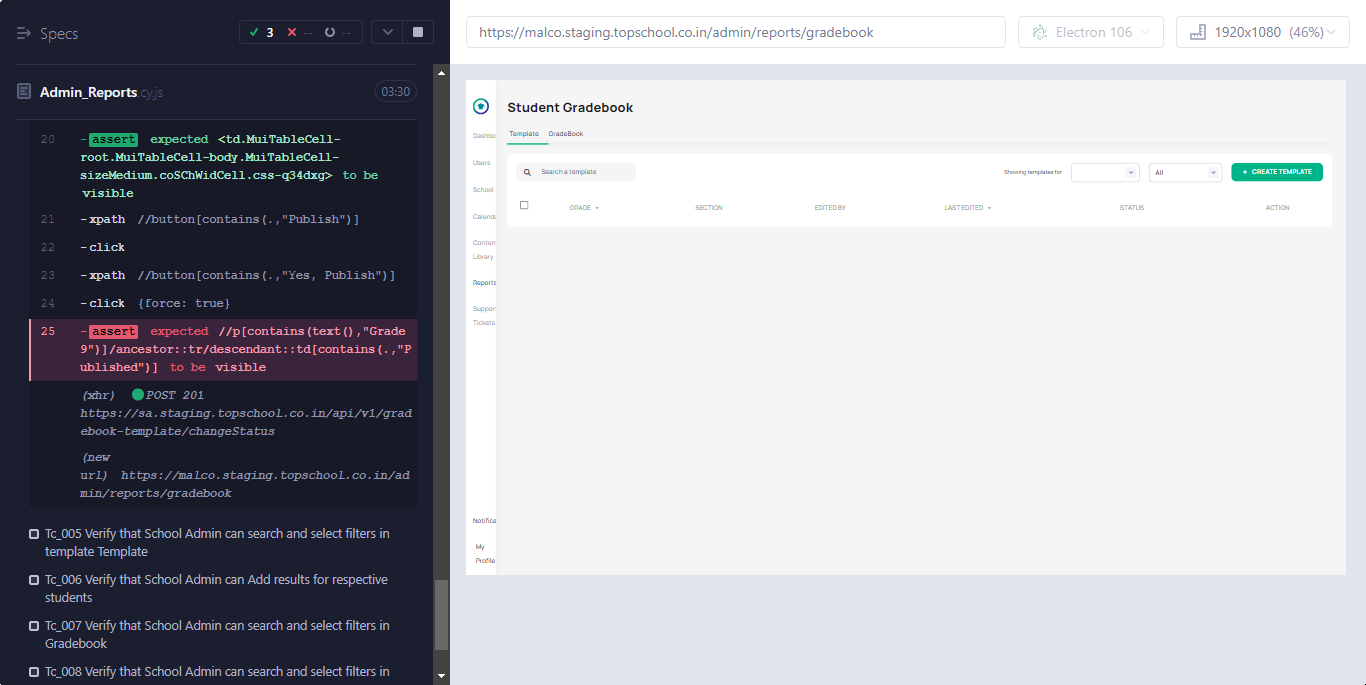 Specs
3
--
--
Admin_Reports cy.js
03:30
20 -assert expected <td.MuiTableCell-
root.MuiTableCell-body.MuiTableCell-
sizeMedium.coSChWidCell.css-q34dxg> to be
visible
21 -xpath //button[contains(.,"Publish")]
22 -click
23 -xpath //button[contains(.,"Yes, Publish")]
24 -click {force: true}
25 -assert expected //p[contains(text(),"Grade
9")]/ancestor::tr/descendant::td[contains(.,"P
ublished")] to be visible
(xhr) POST 201
https://sa.staging.topschool.co.in/api/v1/grad
ebook-template/changeStatus
(new
url) https://malco.staging.topschool.co.in/ad
min/reports/gradebook
Tc_005 Verify that School Admin can search and select filters in
template Template
Tc_006 Verify that School Admin can Add results for respective
students
Tc_007 Verify that School Admin can search and select filters in
Gradebook
Tc_008 Verify that School Admin can search and select filters in
https://malco.staging.topschool.co.in/admin/reports/gradebook
Electron 106
1920x1080 (46%)
Dashbo
Users
School
Calenda
Conten
Library
Reports
Support
Tickets
Notifica
My
Profile
Student Gradebook
Template GradeBook
Search a template
Showing templates for
All
+ CREATE TEMPLATE
GRADE SECTION EDITED BY LAST EDITED STATUS ACTION